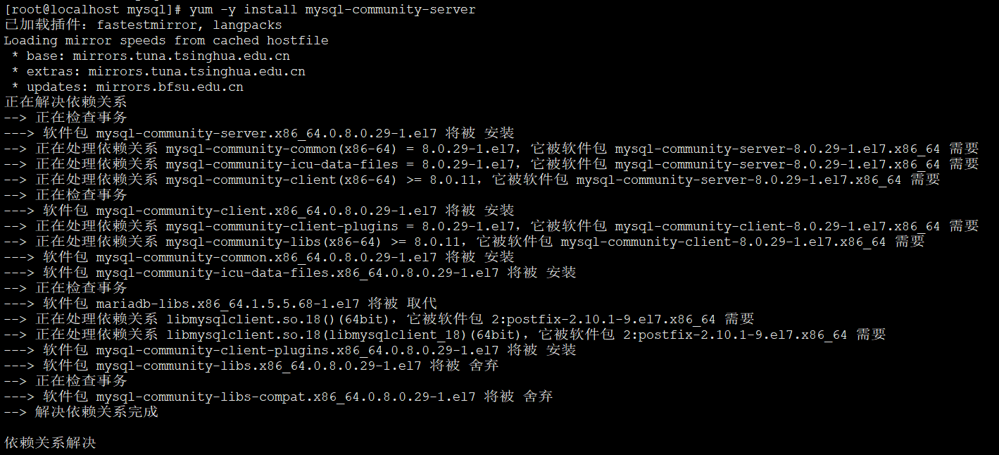 [root@localhost mysql]# yum -y install mysql-community-server
已加载插件：fastestmirror, langpacks
Loading mirror speeds from cached hostfile
 * base: mirrors.tuna.tsinghua.edu.cn
 * extras: mirrors.tuna.tsinghua.edu.cn
 * updates: mirrors.bfsu.edu.cn
正在解决依赖关系
--> 正在检查事务
---> 软件包 mysql-community-server.x86_64.0.8.0.29-1.el7 将被 安装
--> 正在处理依赖关系 mysql-community-common(x86-64) = 8.0.29-1.el7，它被软件包 mysql-community-server-8.0.29-1.el7.x86_64 需要
--> 正在处理依赖关系 mysql-community-icu-data-files = 8.0.29-1.el7，它被软件包 mysql-community-server-8.0.29-1.el7.x86_64 需要
--> 正在处理依赖关系 mysql-community-client(x86-64) >= 8.0.11，它被软件包 mysql-community-server-8.0.29-1.el7.x86_64 需要
--> 正在检查事务
---> 软件包 mysql-community-client.x86_64.0.8.0.29-1.el7 将被 安装
--> 正在处理依赖关系 mysql-community-client-plugins = 8.0.29-1.el7，它被软件包 mysql-community-client-8.0.29-1.el7.x86_64 需要
--> 正在处理依赖关系 mysql-community-libs(x86-64) >= 8.0.11，它被软件包 mysql-community-client-8.0.29-1.el7.x86_64 需要
---> 软件包 mysql-community-common.x86_64.0.8.0.29-1.el7 将被 安装
---> 软件包 mysql-community-icu-data-files.x86_64.0.8.0.29-1.el7 将被 安装
--> 正在检查事务
---> 软件包 mariadb-libs.x86_64.1.5.5.68-1.el7 将被 取代
--> 正在处理依赖关系 libmysqlclient.so.18()(64bit)，它被软件包 2:postfix-2.10.1-9.el7.x86_64 需要
--> 正在处理依赖关系 libmysqlclient.so.18(libmysqlclient_18)(64bit)，它被软件包 2:postfix-2.10.1-9.el7.x86_64 需要
---> 软件包 mysql-community-client-plugins.x86_64.0.8.0.29-1.el7 将被 安装
---> 软件包 mysql-community-libs.x86_64.0.8.0.29-1.el7 将被 舍弃
--> 正在检查事务
---> 软件包 mysql-community-libs-compat.x86_64.0.8.0.29-1.el7 将被 舍弃
--> 解决依赖关系完成
依赖关系解决